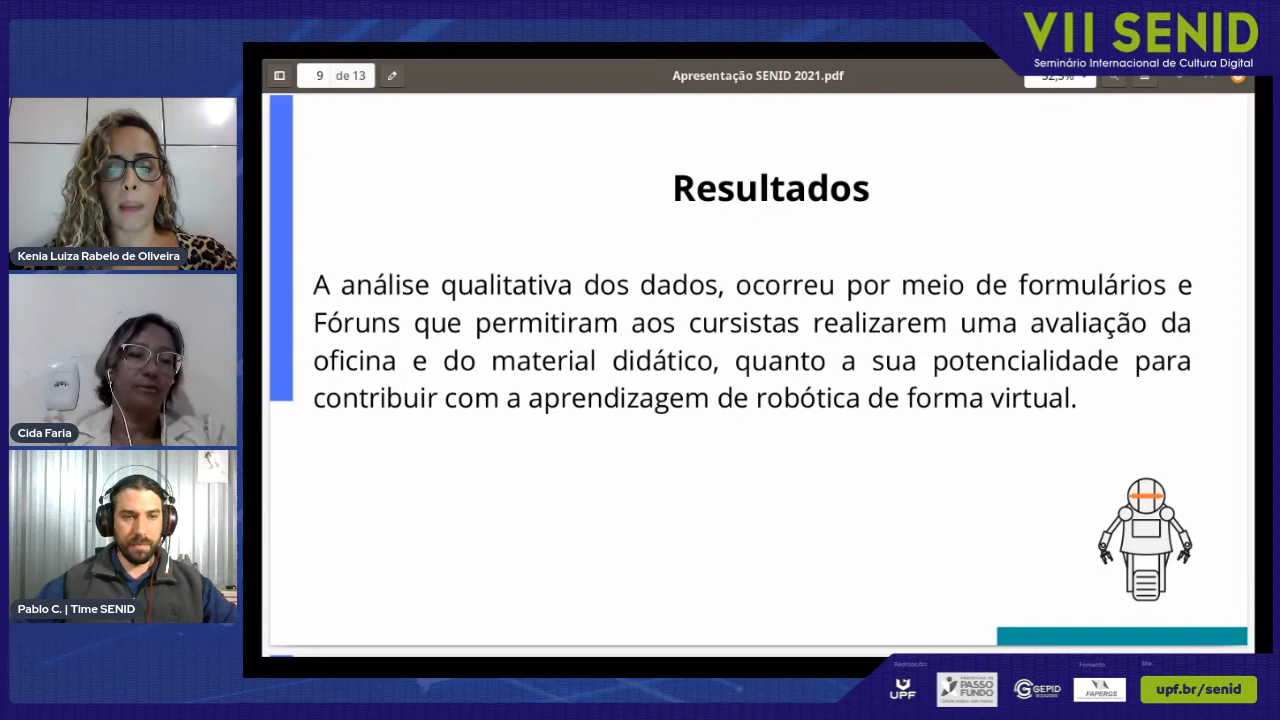 VII SENID
Seminário Internacional de Cultura Digital
9 de 13
Apresentação SENID 2021.pdf
Resultados
A análise qualitativa dos dados, ocorreu por meio de formulários e
Fóruns que permitiram aos cursistas realizarem uma avaliação da
oficina e do material didático, quanto a sua potencialidade para
contribuir com a aprendizagem de robótica de forma virtual.
Kenia Luiza Rabelo de Oliveira
Cida Faria
Pablo C. | Time SENID
Realização:
Fomento:
Site:
UPF
PASSO
FUNDO
GEPID
FAPERGS
upf.br/senid